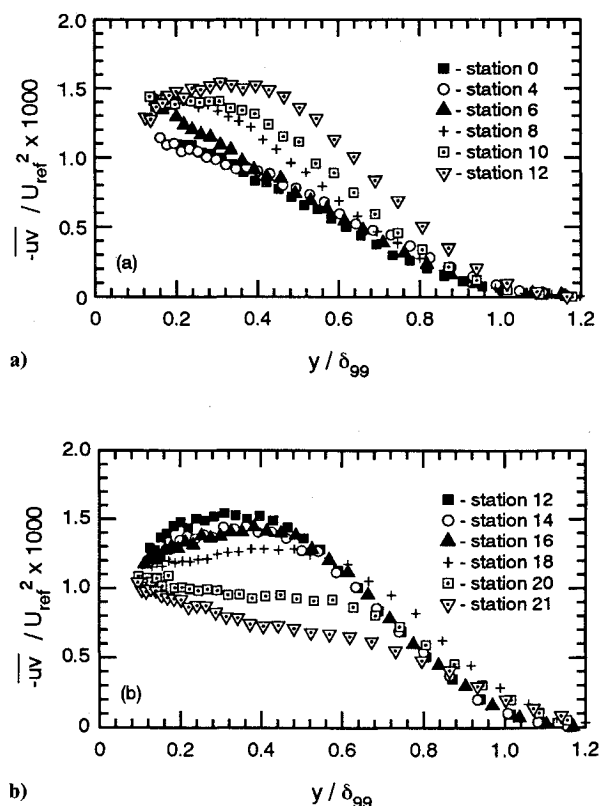 2.0
1.5
1.0
0.5
0
-uv / U_ref^2 x 1000
■ - station 0
○ - station 4
▲ - station 6
+ - station 8
⊡ - station 10
▽ - station 12
(a)
0 0.2 0.4 0.6 0.8 1.0 1.2
y / δ_99
a)
2.0
1.5
1.0
0.5
0
-uv / U_ref^2 x 1000
■ - station 12
○ - station 14
▲ - station 16
+ - station 18
⊡ - station 20
▽ - station 21
(b)
0 0.2 0.4 0.6 0.8 1.0 1.2
y / δ_99
b)